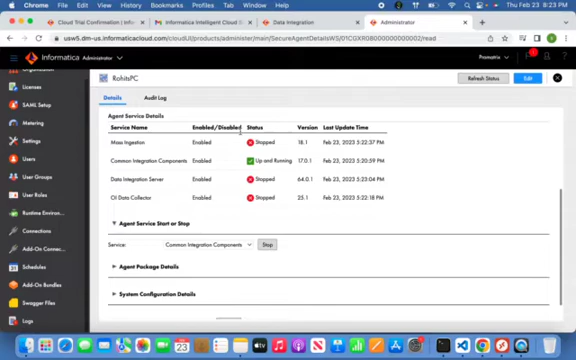 Chrome File Edit View History Bookmarks Profiles Tab Window Help Thu Feb 23 8:23 PM
Cloud Trial Confirmation | Inf
Informatica Intelligent Cloud
Data Integration
Administrator
usw5.dm-us.informaticacloud.com/cloudUI/products/administer/main/SecureAgentDetailsWS/01CGXR08000000000002/read
Informatica Administrator
Licenses
SAML Setup
Metering
Settings
Users
User Groups
User Roles
Runtime Environ...
Connections
Add-On Connec...
Schedules
Add-On Bundles
Swagger Files
Logs
RohitsPC
Refresh Status
Edit
Details Audit Log
Agent Service Details
Service Name Enabled/Disabled Status Version Last Update Time
Mass Ingestion Enabled Stopped 18.1 Feb 23, 2023 5:22:37 PM
Common Integration Components Enabled Up and Running 17.0.1 Feb 23, 2023 5:20:59 PM
Data Integration Server Enabled Stopped 64.0.1 Feb 23, 2023 5:23:04 PM
OI Data Collector Enabled Stopped 25.1 Feb 23, 2023 5:22:18 PM
Agent Service Start or Stop
Service: Common Integration Components Stop
Agent Package Details
System Configuration Details